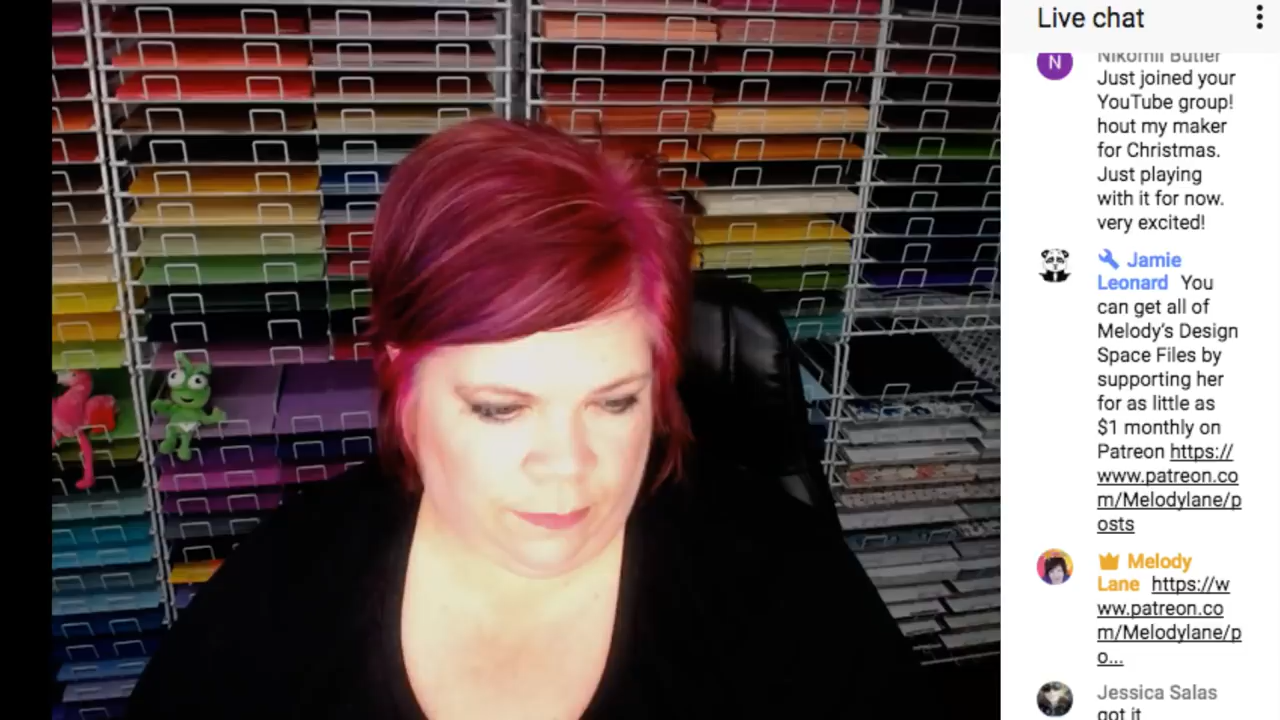 Live chat
N
Nikomii Butler
Just joined your
YouTube group!
hout my maker
for Christmas.
Just playing
with it for now.
very excited!
Jamie
Leonard You
can get all of
Melody's Design
Space Files by
supporting her
for as little as
$1 monthly on
Patreon https://
www.patreon.co
m/Melodylane/p
osts
Melody
Lane https://w
ww.patreon.co
m/Melodylane/p
o...
Jessica Salas
got it